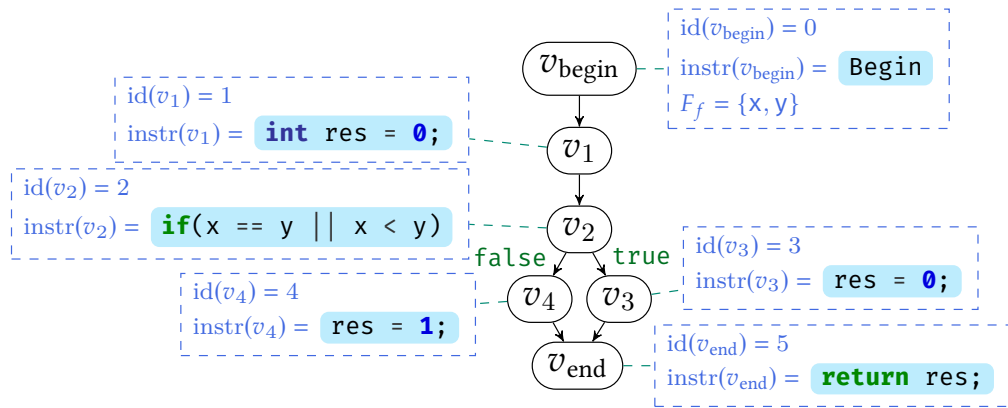 id(v_begin) = 0
v_begin
instr(v_begin) = Begin
F_f = {x, y}
id(v_1) = 1
instr(v_1) = int res = 0;
v_1
id(v_2) = 2
instr(v_2) = if(x == y || x < y)
v_2
false
true
id(v_3) = 3
instr(v_3) = res = 0;
id(v_4) = 4
instr(v_4) = res = 1;
v_4
v_3
v_end
id(v_end) = 5
instr(v_end) = return res;